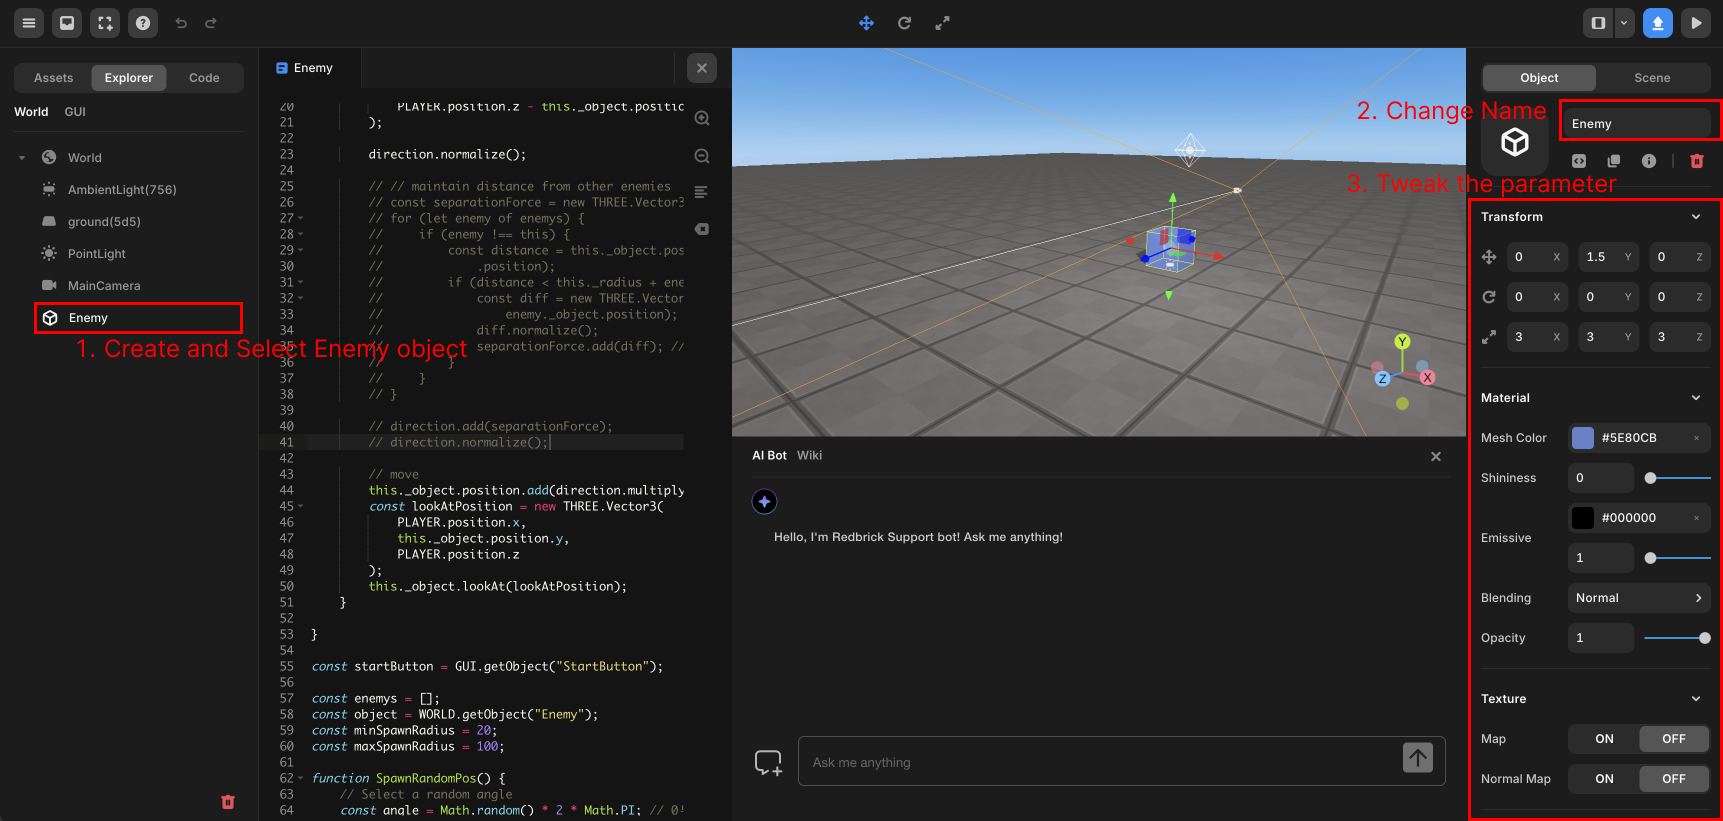 Assets Explorer Code
World GUI
World
AmbientLight(756)
ground(5d5)
PointLight
MainCamera
Enemy
1. Create and Select Enemy object
Enemy
20 PLAYER.position.z - this._object.positio
21 );
22
23 direction.normalize();
24
25 // // maintain distance from other enemies
26 // const separationForce = new THREE.Vector3
27 // for (let enemy of enemys) {
28 // if (enemy !== this) {
29 // const distance = this._object.pos
30 // .position);
31 // if (distance < this._radius + ene
32 // const diff = new THREE.Vector
33 // enemy._object.position);
34 // diff.normalize();
35 // separationForce.add(diff); //
36 // }
37 // }
38 // }
39
40 // direction.add(separationForce);
41 // direction.normalize();
42
43 // move
44 this._object.position.add(direction.multiply
45 const lookAtPosition = new THREE.Vector3(
46 PLAYER.position.x,
47 this._object.position.y,
48 PLAYER.position.z
49 );
50 this._object.lookAt(lookAtPosition);
51 }
52
53 }
54
55 const startButton = GUI.getObject("StartButton");
56
57 const enemys = [];
58 const object = WORLD.getObject("Enemy");
59 const minSpawnRadius = 20;
60 const maxSpawnRadius = 100;
61
62 function SpawnRandomPos() {
63 // Select a random angle
64 const angle = Math.random() * 2 * Math.PI; // 0
Y
Z
X
AI Bot Wiki
Hello, I'm Redbrick Support bot! Ask me anything!
Ask me anything
Object Scene
2. Change Name
Enemy
3. Tweak the parameter
Transform
0 X 1.5 Y 0 Z
0 X 0 Y 0 Z
3 X 3 Y 3 Z
Material
Mesh Color #5E80CB
Shininess 0
#000000
Emissive
1
Blending Normal
Opacity 1
Texture
Map ON OFF
Normal Map ON OFF